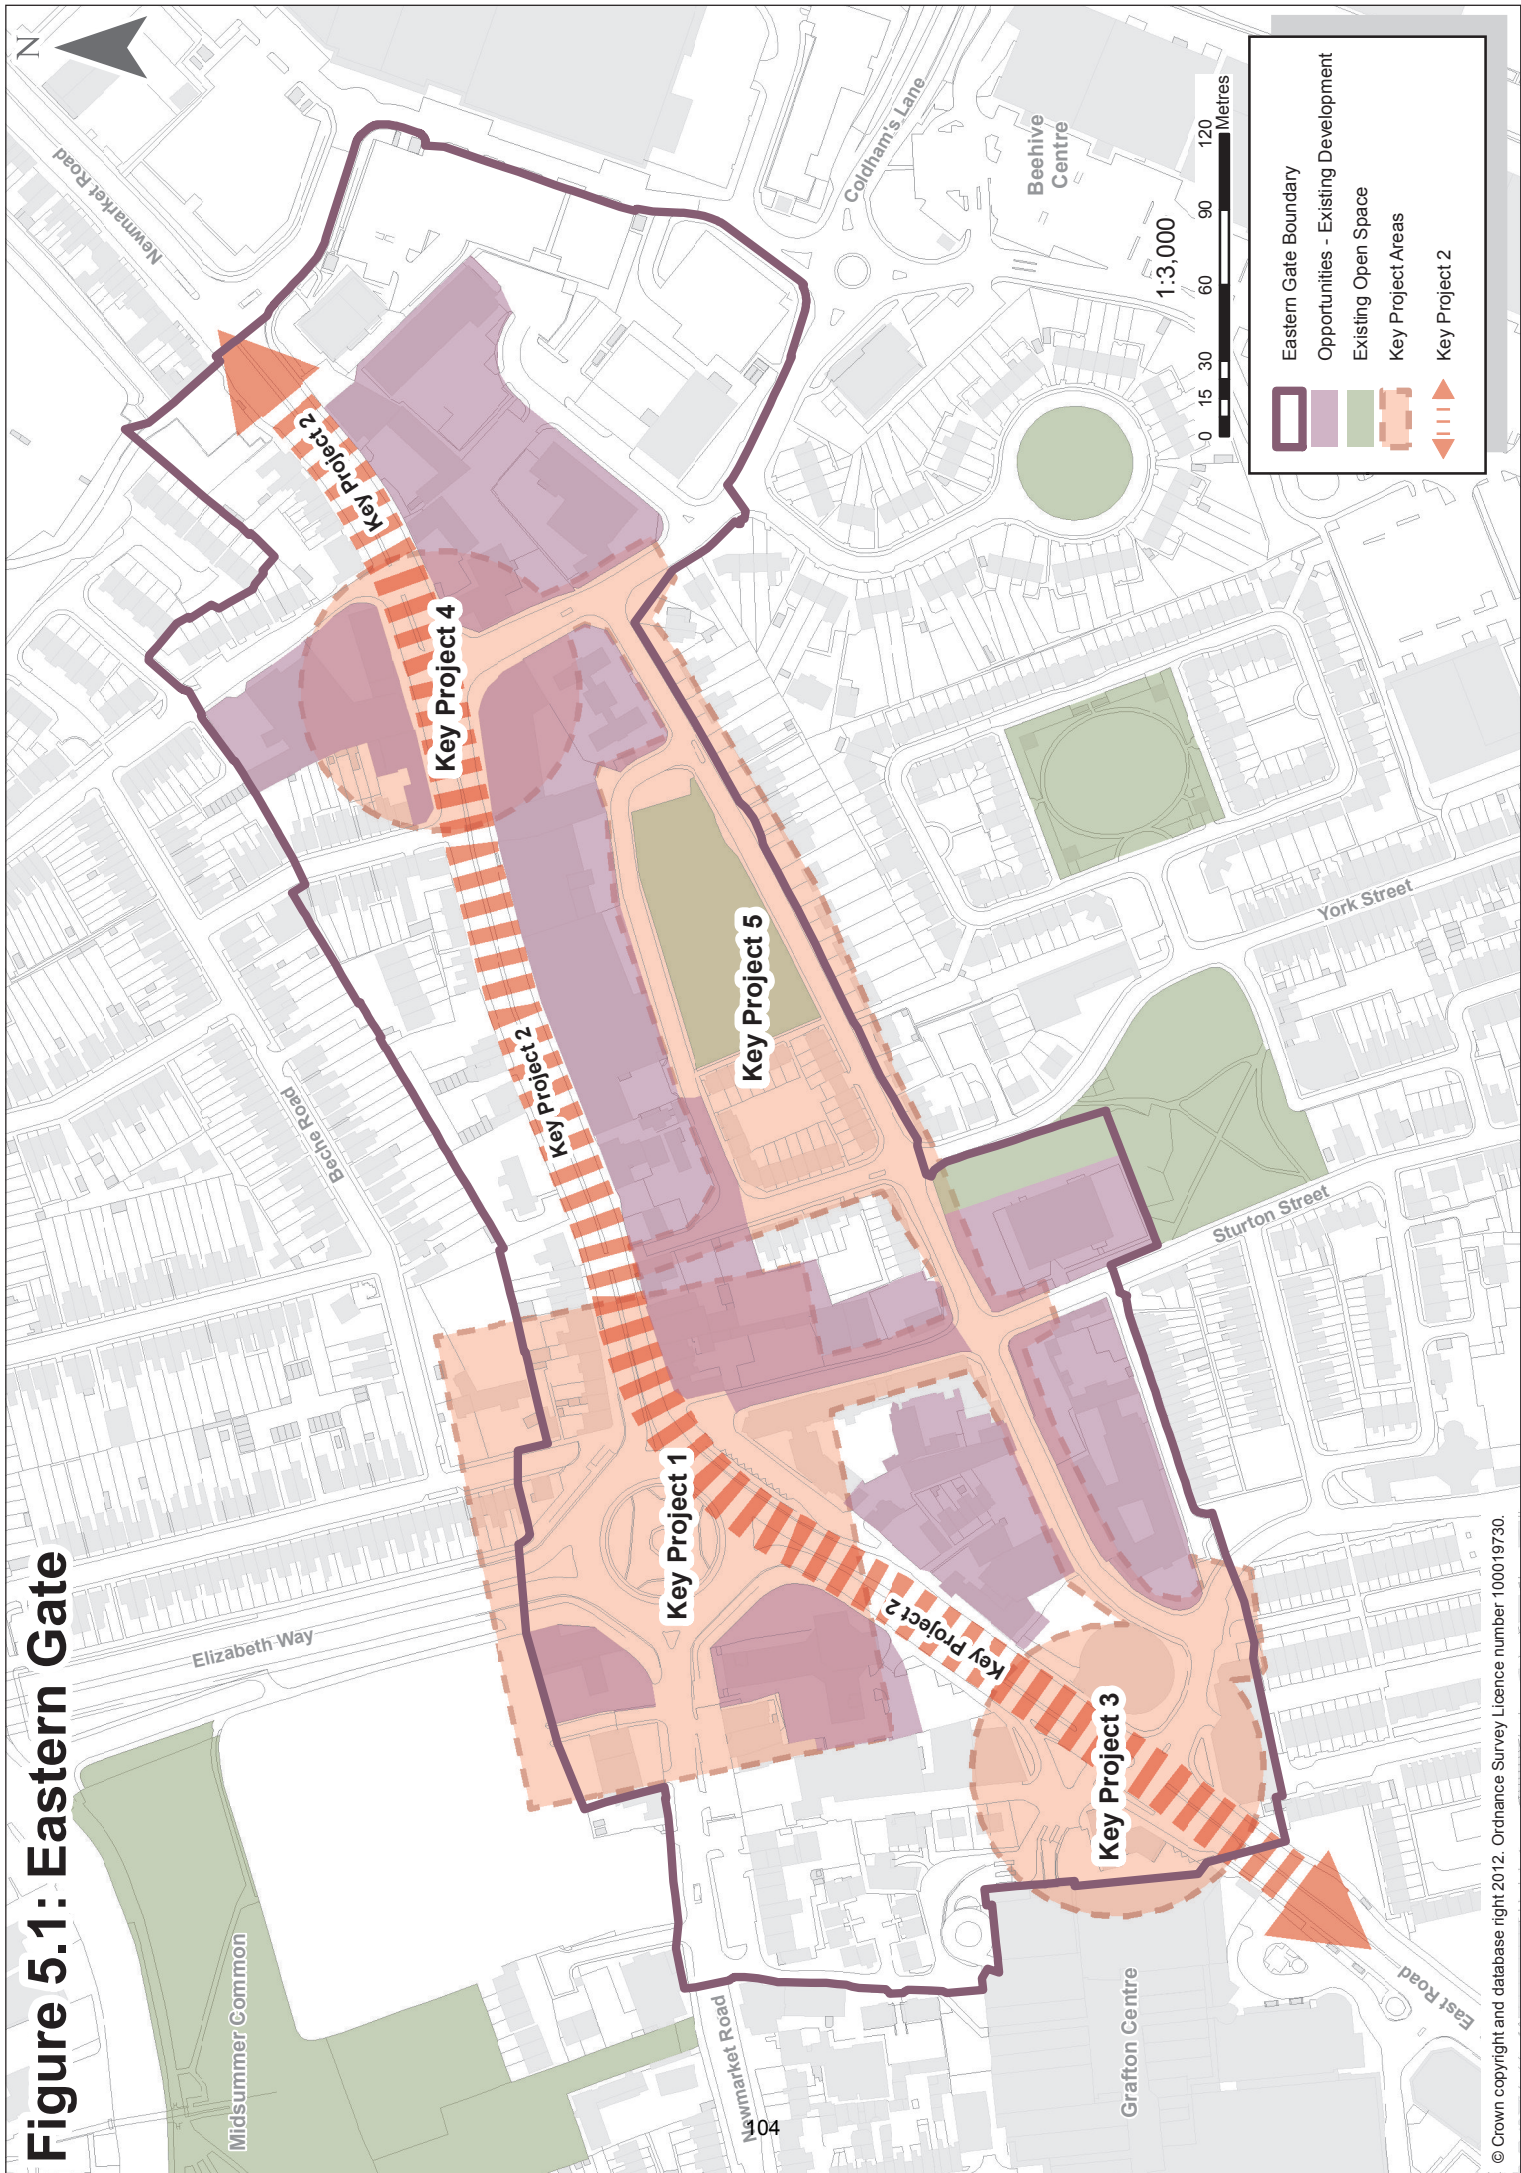 Figure 5.1: Eastern Gate
N
Newmarket Road
Elizabeth Way
Beche Road
Midsummer Common
Newmarket Road
Key Project 2
Key Project 4
Key Project 2
Key Project 5
Key Project 1
Key Project 2
Key Project 3
Coldham's Lane
Beehive
Centre
York Street
Sturton Street
Grafton Centre
East Road
1:3,000
0 15 30 60 90 120
Metres
Eastern Gate Boundary
Opportunities - Existing Development
Existing Open Space
Key Project Areas
Key Project 2
© Crown copyright and database right 2012. Ordnance Survey Licence number 100019730.
104